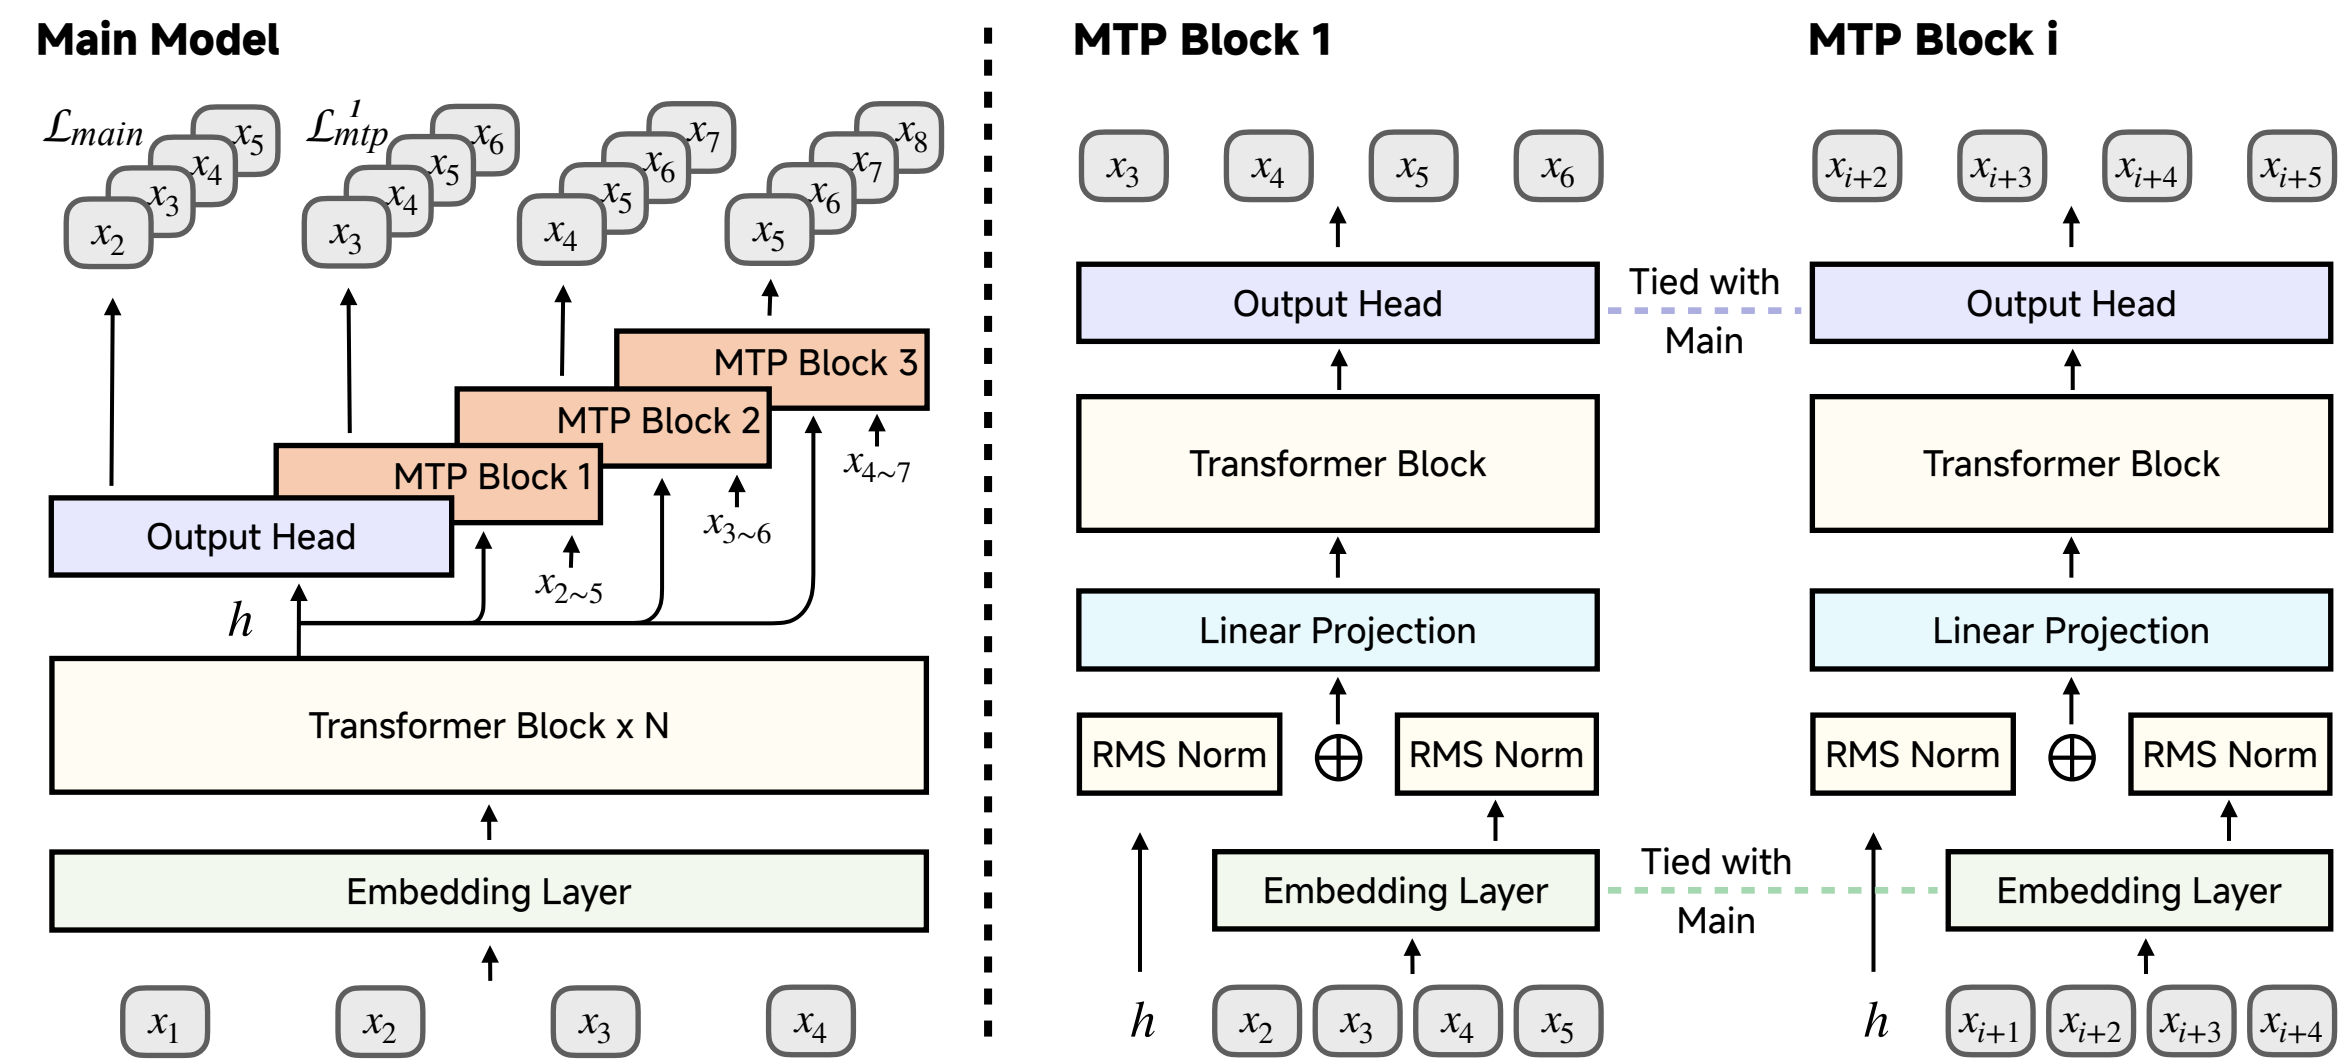 Main Model
ℒmain
x2 x3 x4 x5
ℒ1mtp
x3 x4 x5 x6
x4 x5 x6 x7
x5 x6 x7 x8
MTP Block 3
MTP Block 2
x4~7
MTP Block 1
x3~6
Output Head
x2~5
h
Transformer Block x N
Embedding Layer
x1 x2 x3 x4
MTP Block 1
x3 x4 x5 x6
Output Head
Transformer Block
Linear Projection
RMS Norm ⊕ RMS Norm
Embedding Layer
h x2 x3 x4 x5
Tied with
Main
Tied with
Main
MTP Block i
xi+2 xi+3 xi+4 xi+5
Output Head
Transformer Block
Linear Projection
RMS Norm ⊕ RMS Norm
Embedding Layer
h xi+1 xi+2 xi+3 xi+4